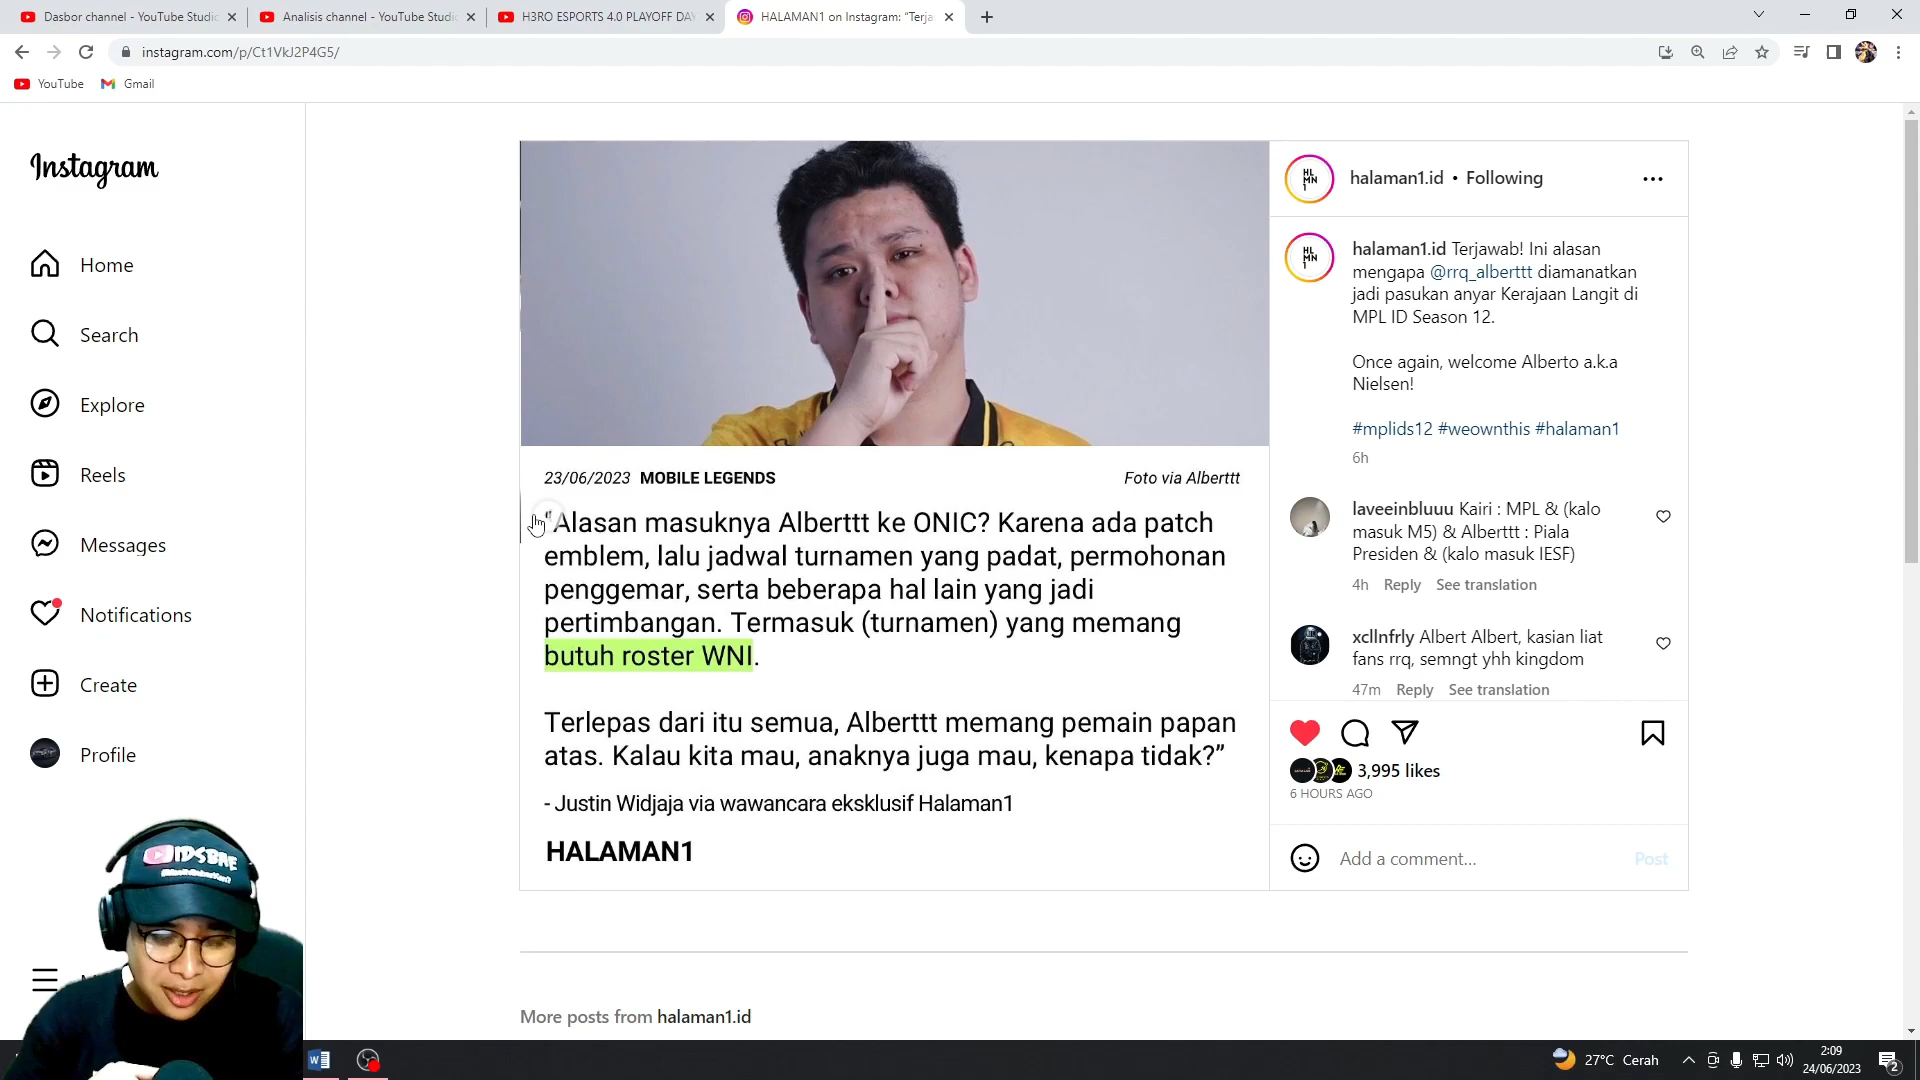 Dasbor channel - YouTube Studio
Analisis channel - YouTube Studio
H3RO ESPORTS 4.0 PLAYOFF DAY
HALAMAN1 on Instagram: "Terja
instagram.com/p/Ct1VkJ2P4G5/
YouTube
Gmail
Instagram
Home
Search
Explore
Reels
Messages
Notifications
Create
Profile
23/06/2023 MOBILE LEGENDS
Foto via Alberttt
"Alasan masuknya Alberttt ke ONIC? Karena ada patch
emblem, lalu jadwal turnamen yang padat, permohonan
penggemar, serta beberapa hal lain yang jadi
pertimbangan. Termasuk (turnamen) yang memang
butuh roster WNI.
Terlepas dari itu semua, Alberttt memang pemain papan
atas. Kalau kita mau, anaknya juga mau, kenapa tidak?"
- Justin Widjaja via wawancara eksklusif Halaman1
HALAMAN1
More posts from halaman1.id
HL
MN
1
halaman1.id • Following
HL
MN
1
halaman1.id Terjawab! Ini alasan
mengapa @rrq_alberttt diamanatkan
jadi pasukan anyar Kerajaan Langit di
MPL ID Season 12.
Once again, welcome Alberto a.k.a
Nielsen!
#mplids12 #weownthis #halaman1
6h
laveeinbluuu Kairi : MPL & (kalo
masuk M5) & Alberttt : Piala
Presiden & (kalo masuk IESF)
4h Reply See translation
xcllnfrly Albert Albert, kasian liat
fans rrq, semngt yhh kingdom
47m Reply See translation
3,995 likes
6 HOURS AGO
Add a comment...
Post
IDSBRE
27°C Cerah
2:09
24/06/2023
2